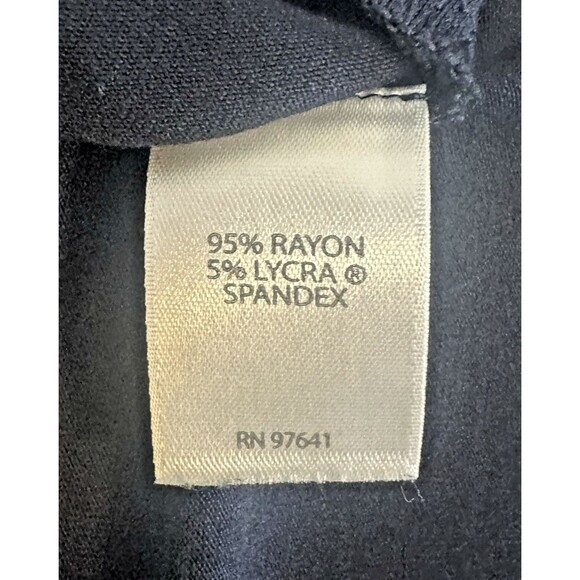 95% RAYON
5% LYCRA ®
SPANDEX
RN 97641